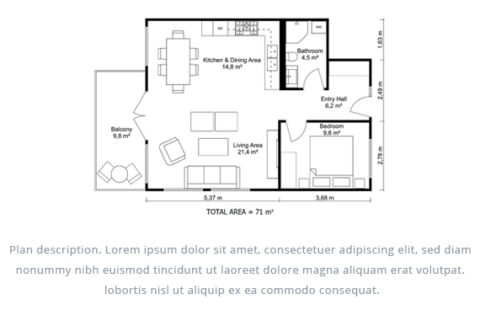 Bathroom
4,5 m²
Kitchen & Dining Area
14,8 m²
1,63 m
Entry Hall
6,2 m²
2,49 m
Balcony
9,8 m²
Bedroom
9,6 m²
Living Area
21,4 m²
2,78 m
5,37 m
3,68 m
TOTAL AREA = 71 m²
Plan description. Lorem ipsum dolor sit amet, consectetuer adipiscing elit, sed diam
nonummy nibh euismod tincidunt ut laoreet dolore magna aliquam erat volutpat.
lobortis nisl ut aliquip ex ea commodo consequat.